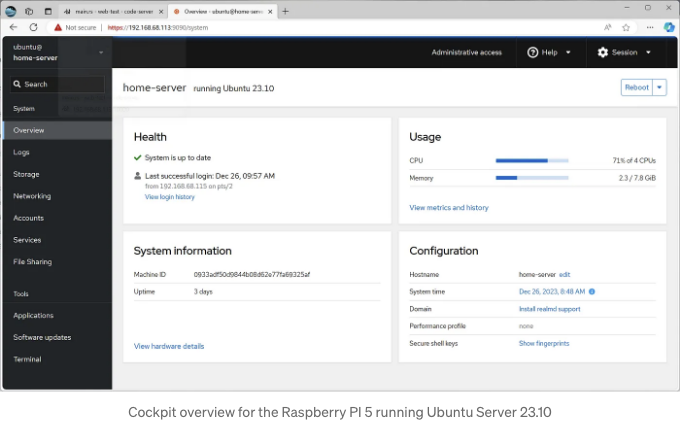 mairus - web test - code-server
Overview - ubuntu@home-server
Not secure
https://192.168.68.113:9090/system
ubuntu@
home-server
Administrative access
Help
Session
Search
home-server running Ubuntu 23.10
Reboot
System
Overview
Logs
Storage
Networking
Accounts
Services
File Sharing
Tools
Applications
Software updates
Terminal
Health
System is up to date
Last successful login: Dec 26, 09:57 AM
from 192.168.68.115 on pts/2
View login history
Usage
CPU 71% of 4 CPUs
Memory 2.3 / 7.8 GiB
View metrics and history
System information
Machine ID 0933adf50d9844b08d62e77fa69325af
Uptime 3 days
View hardware details
Configuration
Hostname home-server edit
System time Dec 26, 2023, 8:48 AM
Domain Install realmd support
Performance profile none
Secure shell keys Show fingerprints
Cockpit overview for the Raspberry PI 5 running Ubuntu Server 23.10